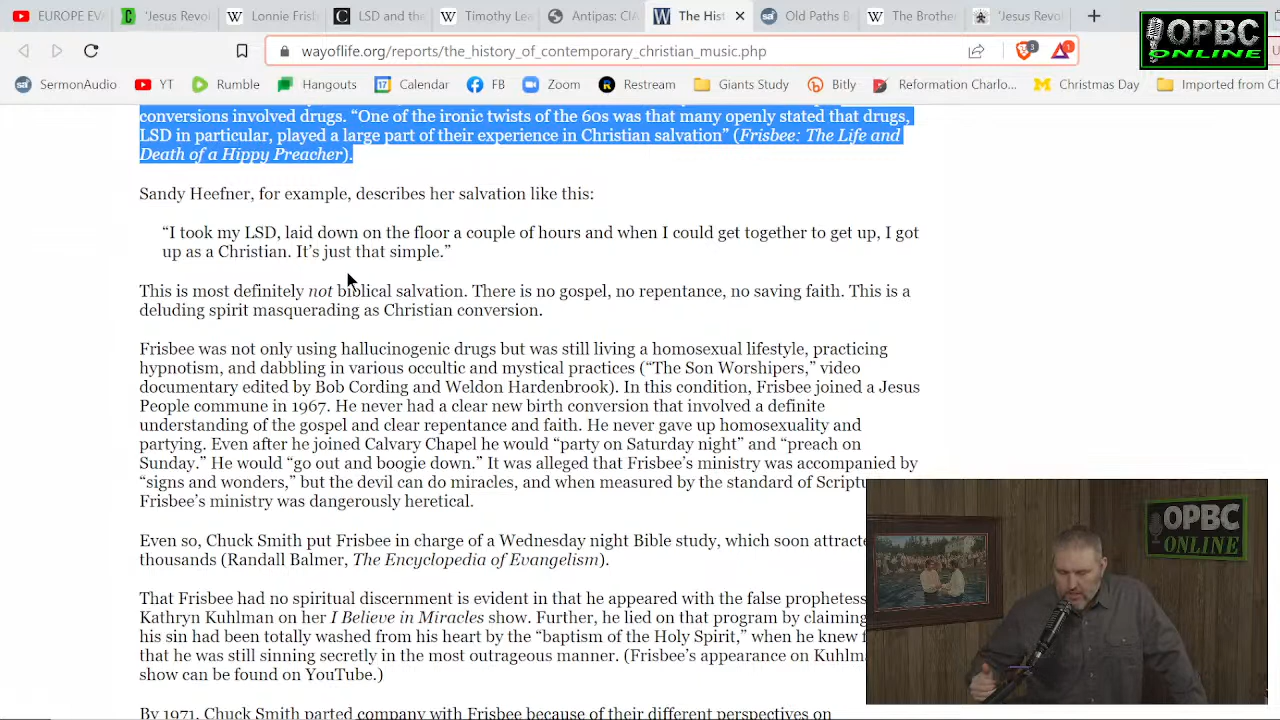 EUROPE EV
'Jesus Revol
Lonnie Frisb
LSD and the
Timothy Lea
Antipas: CIA
The Hist
Old Paths B
The Brother
'Jesus Revol
wayoflife.org/reports/the_history_of_contemporary_christian_music.php
3
1
SermonAudio
YT
Rumble
Hangouts
17
Calendar
FB
Zoom
Restream
Giants Study
Bitly
Reformation Charlo
Christmas Day
Imported from C
OPBC
ONLINE
conversions involved drugs. “One of the ironic twists of the 60s was that many openly stated that drugs,
LSD in particular, played a large part of their experience in Christian salvation” (Frisbee: The Life and
Death of a Hippy Preacher).
Sandy Heefner, for example, describes her salvation like this:
“I took my LSD, laid down on the floor a couple of hours and when I could get together to get up, I got
up as a Christian. It’s just that simple.”
This is most definitely not biblical salvation. There is no gospel, no repentance, no saving faith. This is a
deluding spirit masquerading as Christian conversion.
Frisbee was not only using hallucinogenic drugs but was still living a homosexual lifestyle, practicing
hypnotism, and dabbling in various occultic and mystical practices (“The Son Worshipers,” video
documentary edited by Bob Cording and Weldon Hardenbrook). In this condition, Frisbee joined a Jesus
People commune in 1967. He never had a clear new birth conversion that involved a definite
understanding of the gospel and clear repentance and faith. He never gave up homosexuality and
partying. Even after he joined Calvary Chapel he would “party on Saturday night” and “preach on
Sunday.” He would “go out and boogie down.” It was alleged that Frisbee’s ministry was accompanied by
“signs and wonders,” but the devil can do miracles, and when measured by the standard of Scriptu
Frisbee’s ministry was dangerously heretical.
Even so, Chuck Smith put Frisbee in charge of a Wednesday night Bible study, which soon attracte
thousands (Randall Balmer, The Encyclopedia of Evangelism).
That Frisbee had no spiritual discernment is evident in that he appeared with the false prophetess
Kathryn Kuhlman on her I Believe in Miracles show. Further, he lied on that program by claiming
his sin had been totally washed from his heart by the “baptism of the Holy Spirit,” when he knew f
that he was still sinning secretly in the most outrageous manner. (Frisbee’s appearance on Kuhlma
show can be found on YouTube.)
By 1971, Chuck Smith parted company with Frisbee because of their different perspectives on
OPBC
ONLINE